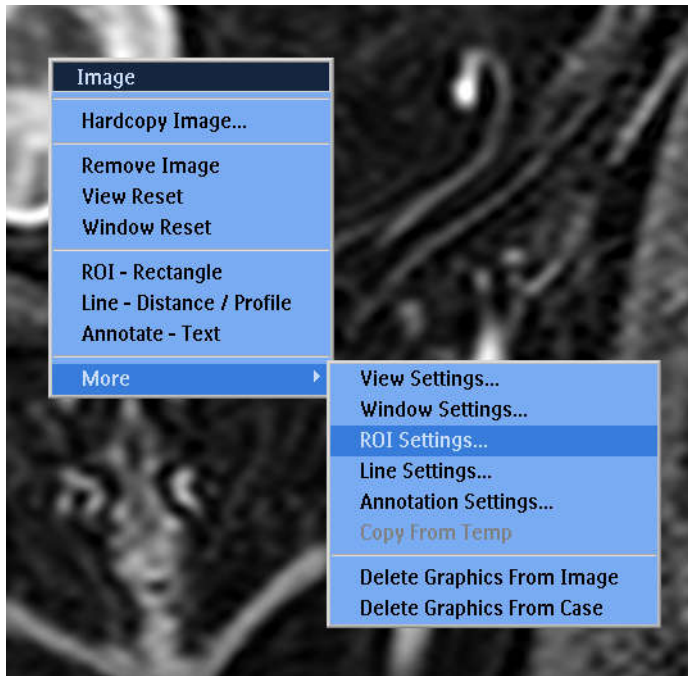 Image
Hardcopy Image...
Remove Image
View Reset
Window Reset
ROI - Rectangle
Line - Distance / Profile
Annotate - Text
More
View Settings...
Window Settings...
ROI Settings...
Line Settings...
Annotation Settings...
Copy From Temp
Delete Graphics From Image
Delete Graphics From Case